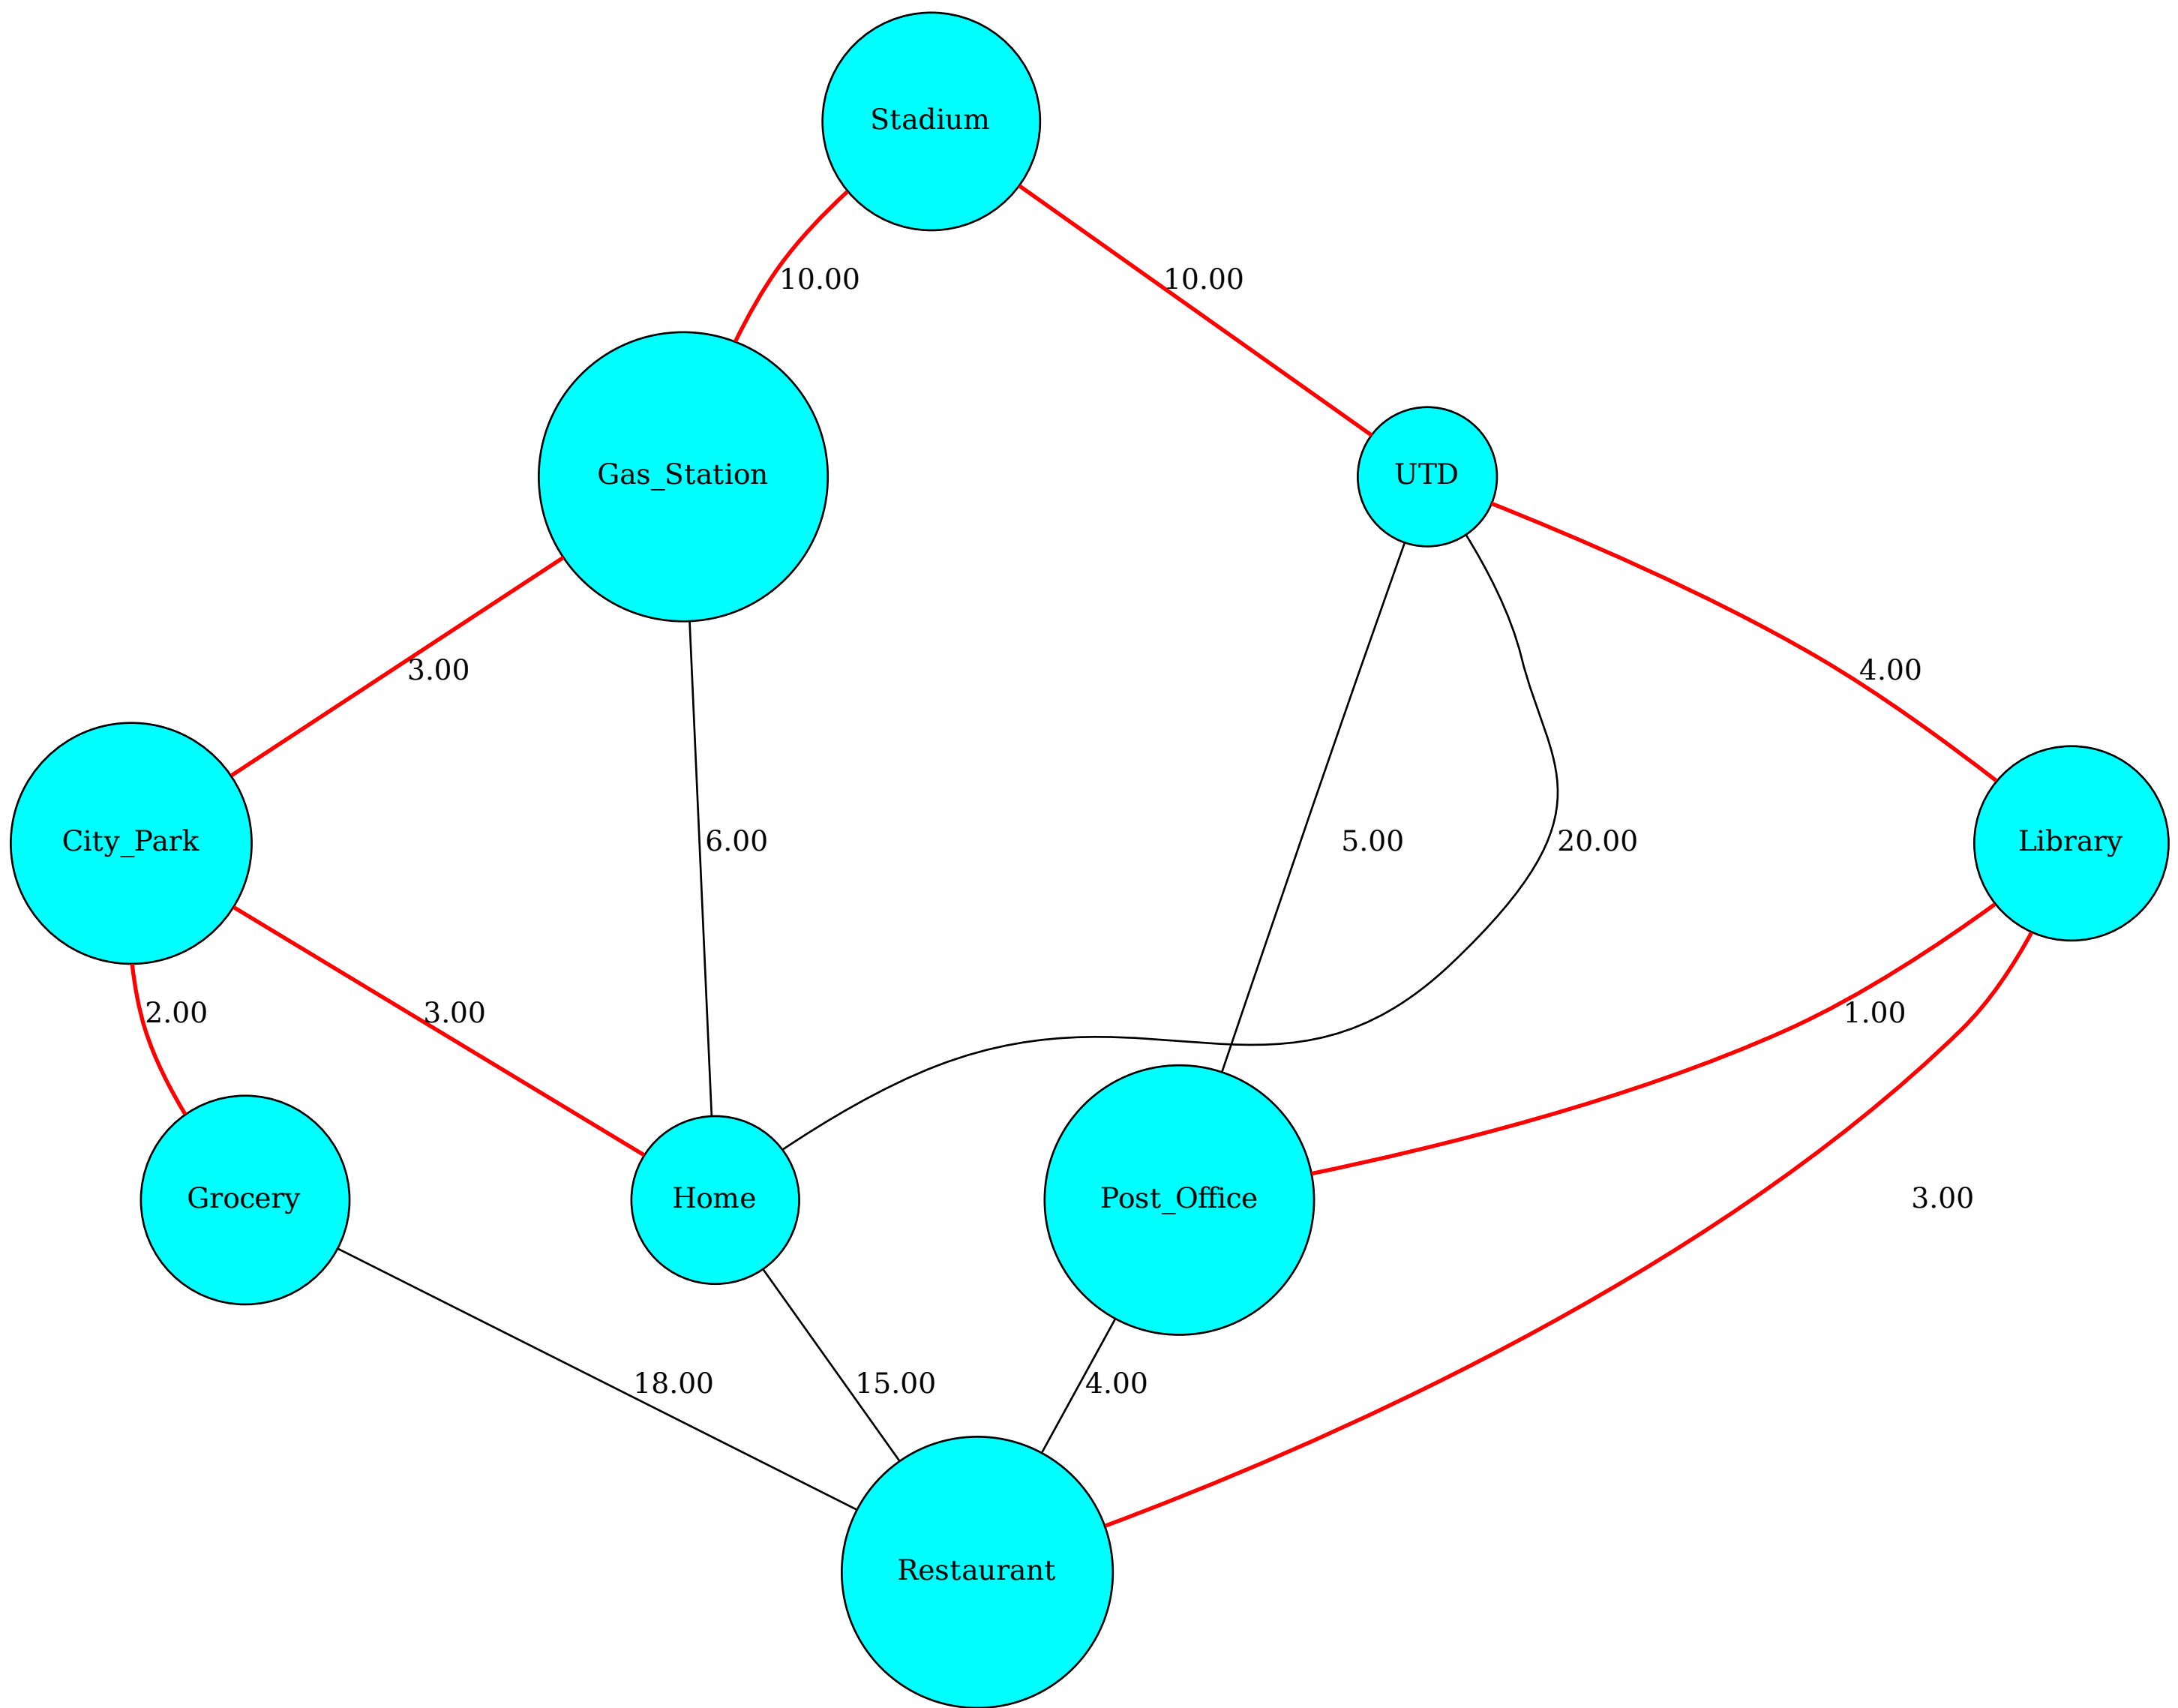 Stadium
10.00
10.00
Gas_Station
UTD
3.00
4.00
City_Park
6.00
5.00
20.00
Library
2.00
3.00
1.00
Grocery
Home
Post_Office
3.00
18.00
15.00
4.00
Restaurant